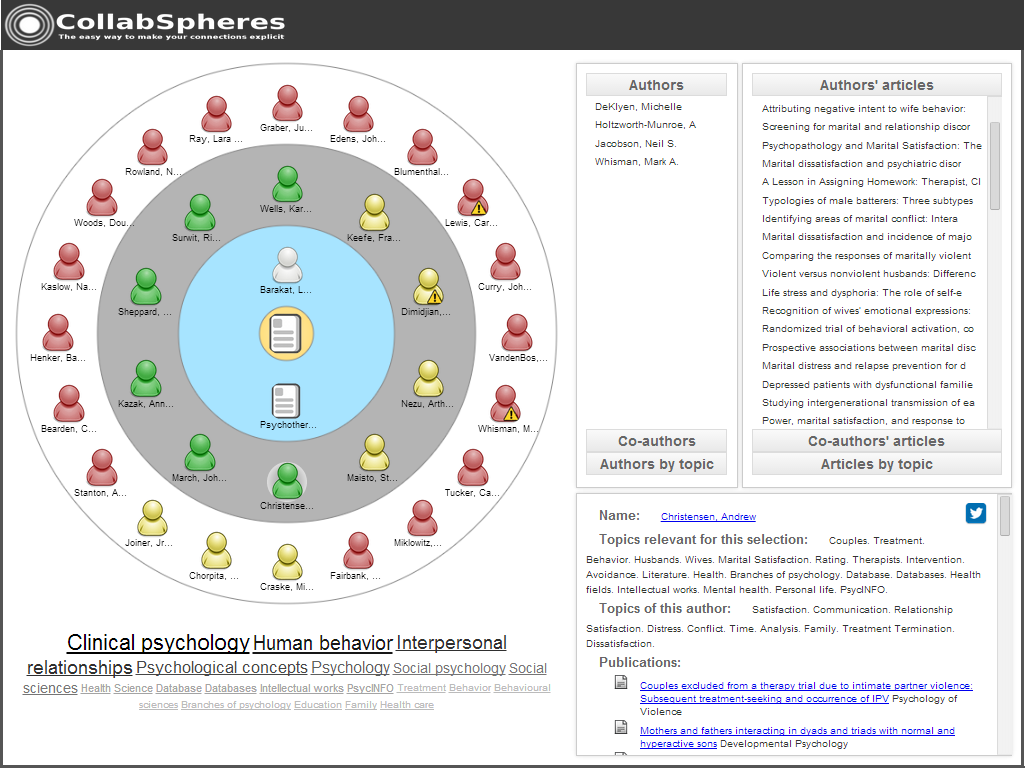 CollabSpheres
The easy way to make your connections explicit
Graber, Ju...
Ray, Lara ...
Edens, Joh...
Rowland, N...
Blumenthal...
Woods, Dou...
Wells, Kar...
Lewis, Car...
Surwit, Ri...
Keefe, Fra...
Kaslow, Na...
Barakat, L...
Curry, Joh...
Sheppard, ...
Dimidjian,...
Henker, Ba...
VandenBos,...
Kazak, Ann...
Nezu, Arth...
Bearden, C...
Psychother...
Whisman, M...
March, Joh...
Maisto, St...
Stanton, A...
Christense...
Tucker, Ca...
Joiner, Jr...
Miklowitz,...
Chorpita, ...
Craske, Mi...
Fairbank, ...
Clinical psychology Human behavior Interpersonal
relationships Psychological concepts Psychology Social psychology Social
sciences Health Science Database Databases Intellectual works PsycINFO Treatment Behavior Behavioural
sciences Branches of psychology Education Family Health care
Authors
DeKlyen, Michelle
Holtzworth-Munroe, A
Jacobson, Neil S.
Whisman, Mark A.
Co-authors
Authors by topic
Authors' articles
Attributing negative intent to wife behavior:
Screening for marital and relationship discor
Psychopathology and Marital Satisfaction: The
Marital dissatisfaction and psychiatric disor
A Lesson in Assigning Homework: Therapist, Cl
Typologies of male batterers: Three subtypes
Identifying areas of marital conflict: Intera
Marital dissatisfaction and incidence of majo
Comparing the responses of maritally violent
Violent versus nonviolent husbands: Differenc
Life stress and dysphoria: The role of self-e
Recognition of wives' emotional expressions:
Randomized trial of behavioral activation, co
Prospective associations between marital disc
Marital distress and relapse prevention for d
Depressed patients with dysfunctional familie
Studying intergenerational transmission of ea
Power, marital satisfaction, and response to
Co-authors' articles
Articles by topic
Name: Christensen, Andrew
Topics relevant for this selection: Couples. Treatment.
Behavior. Husbands. Wives. Marital Satisfaction. Rating. Therapists. Intervention.
Avoidance. Literature. Health. Branches of psychology. Database. Databases. Health
fields. Intellectual works. Mental health. Personal life. PsycINFO.
Topics of this author: Satisfaction. Communication. Relationship
Satisfaction. Distress. Conflict. Time. Analysis. Family. Treatment Termination.
Dissatisfaction.
Publications:
Couples excluded from a therapy trial due to intimate partner violence:
Subsequent treatment-seeking and occurrence of IPV Psychology of
Violence
Mothers and fathers interacting in dyads and triads with normal and
hyperactive sons Developmental Psychology